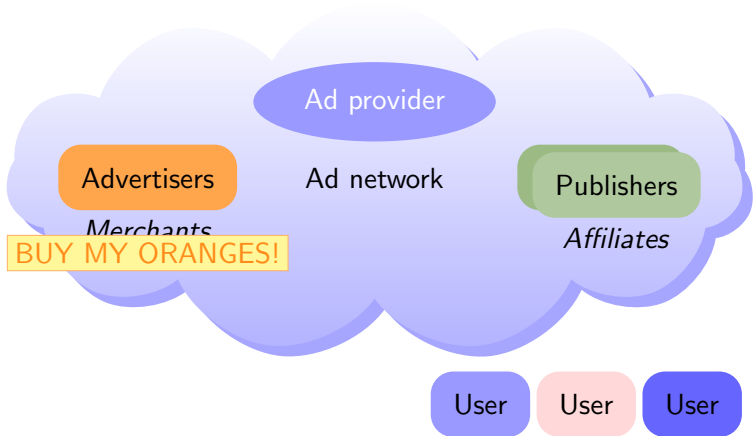 Ad provider
Advertisers
Ad network
Publishers
Merchants
Affiliates
BUY MY ORANGES!
User
User
User